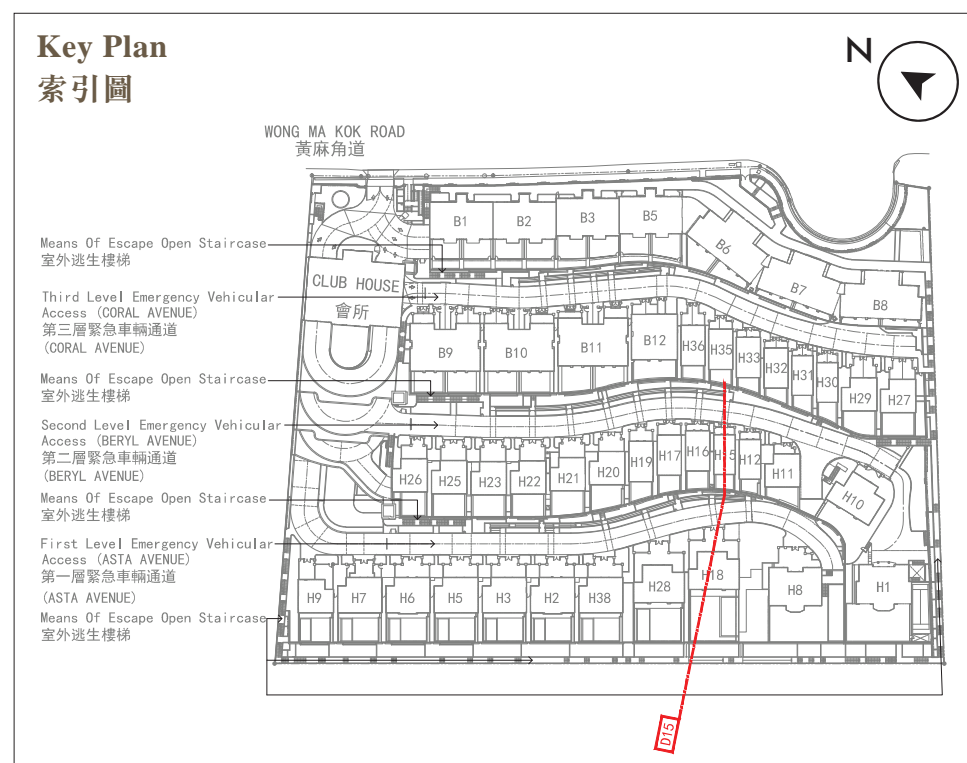 Key Plan
索引圖
N
WONG MA KOK ROAD
黃麻角道
B1
B2
B3
B5
B6
B7
B8
Means Of Escape Open Staircase
室外逃生樓梯
CLUB HOUSE
會所
Third Level Emergency Vehicular
Access (CORAL AVENUE)
第三層緊急車輛通道
(CORAL AVENUE)
B9
B10
B11
B12
H36
H35
H33
H32
H31
H30
H29
H27
Means Of Escape Open Staircase
室外逃生樓梯
Second Level Emergency Vehicular
Access (BERYL AVENUE)
第二層緊急車輛通道
(BERYL AVENUE)
H26
H25
H23
H22
H21
H20
H19
H17
H16
H15
H12
H11
H10
Means Of Escape Open Staircase
室外逃生樓梯
First Level Emergency Vehicular
Access (ASTA AVENUE)
第一層緊急車輛通道
(ASTA AVENUE)
H9
H7
H6
H5
H3
H2
H38
H28
H18
H8
H1
Means Of Escape Open Staircase
室外逃生樓梯
D15